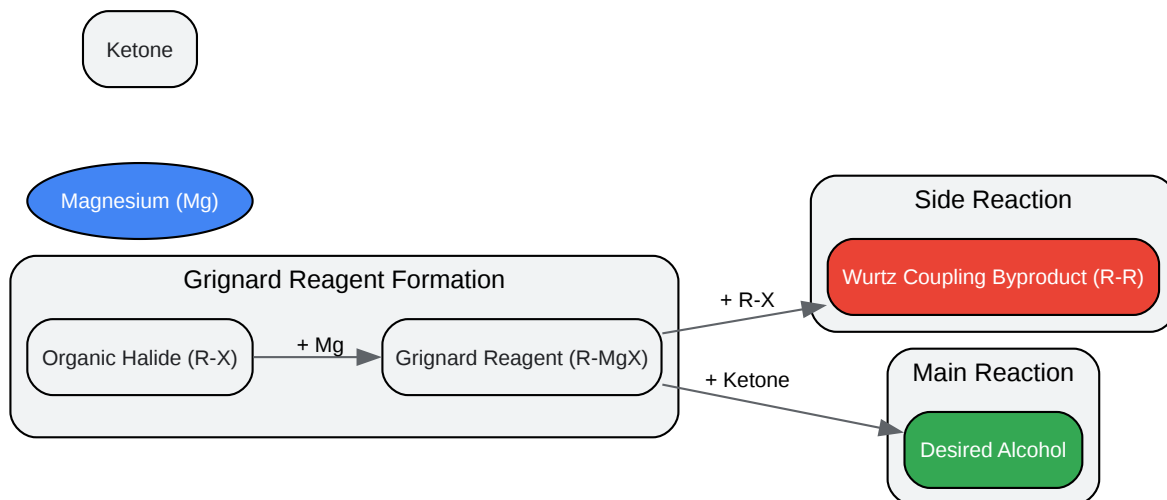 Ketone
Magnesium (Mg)
Grignard Reagent Formation
Organic Halide (R-X)
+ Mg
Grignard Reagent (R-MgX)
+ R-X
+ Ketone
Side Reaction
Wurtz Coupling Byproduct (R-R)
Main Reaction
Desired Alcohol